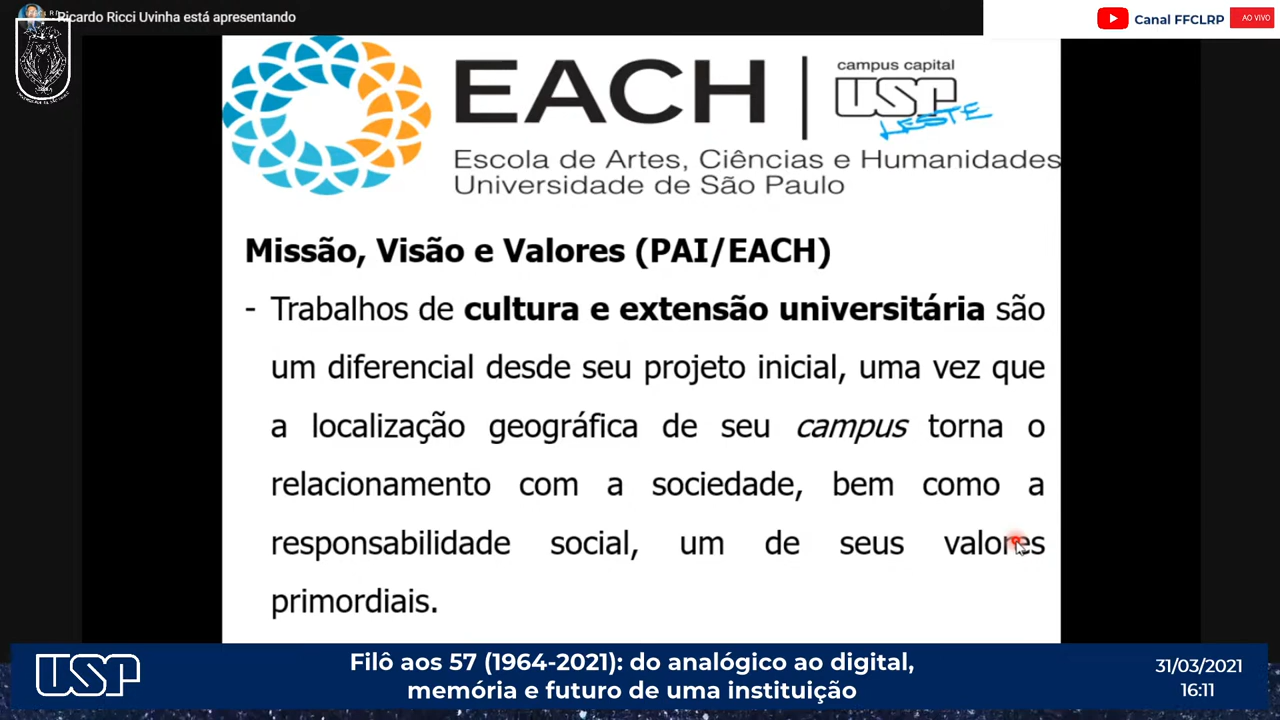 Ricardo Ricci Uvinha está apresentando
Canal FFCLRP
AO VIVO
EACH
campus capital
USP
LESTE
Escola de Artes, Ciências e Humanidades
Universidade de São Paulo
Missão, Visão e Valores (PAI/EACH)
- Trabalhos de cultura e extensão universitária são
um diferencial desde seu projeto inicial, uma vez que
a localização geográfica de seu campus torna o
relacionamento com a sociedade, bem como a
responsabilidade social, um de seus valores
primordiais.
USP
Filô aos 57 (1964-2021): do analógico ao digital,
memória e futuro de uma instituição
31/03/2021
16:11